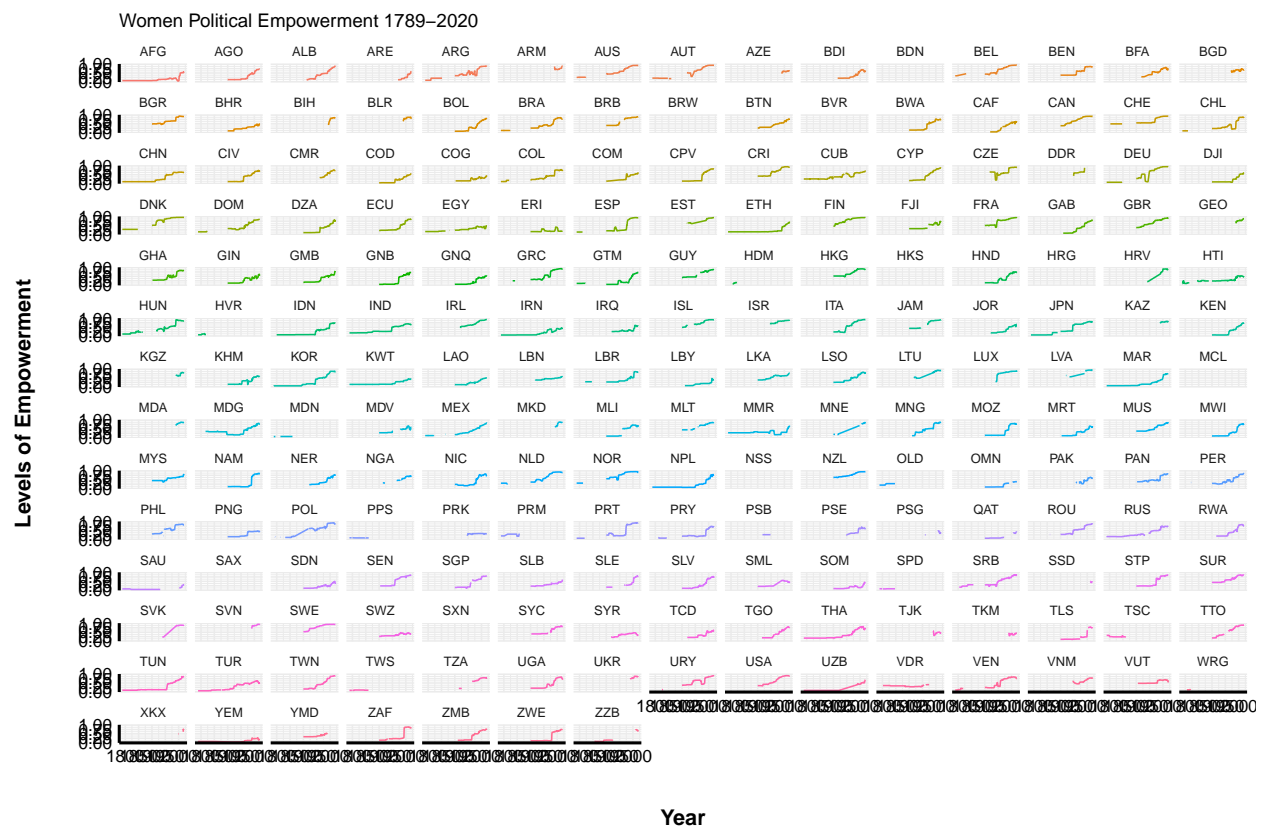 Women Political Empowerment 1789–2020
AFG AGO ALB ARE ARG ARM AUS AUT AZE BDI BDN BEL BEN BFA BGD
BGR BHR BIH BLR BOL BRA BRB BRW BTN BVR BWA CAF CAN CHE CHL
CHN CIV CMR COD COG COL COM CPV CRI CUB CYP CZE DDR DEU DJI
DNK DOM DZA ECU EGY ERI ESP EST ETH FIN FJI FRA GAB GBR GEO
GHA GIN GMB GNB GNQ GRC GTM GUY HDM HKG HKS HND HRG HRV HTI
HUN HVR IDN IND IRL IRN IRQ ISL ISR ITA JAM JOR JPN KAZ KEN
KGZ KHM KOR KWT LAO LBN LBR LBY LKA LSO LTU LUX LVA MAR MCL
MDA MDG MDN MDV MEX MKD MLI MLT MMR MNE MNG MOZ MRT MUS MWI
MYS NAM NER NGA NIC NLD NOR NPL NSS NZL OLD OMN PAK PAN PER
PHL PNG POL PPS PRK PRM PRT PRY PSB PSE PSG QAT ROU RUS RWA
SAU SAX SDN SEN SGP SLB SLE SLV SML SOM SPD SRB SSD STP SUR
SVK SVN SWE SWZ SXN SYC SYR TCD TGO THA TJK TKM TLS TSC TTO
TUN TUR TWN TWS TZA UGA UKR URY USA UZB VDR VEN VNM VUT WRG
XKX YEM YMD ZAF ZMB ZWE ZZB
Levels of Empowerment
Year